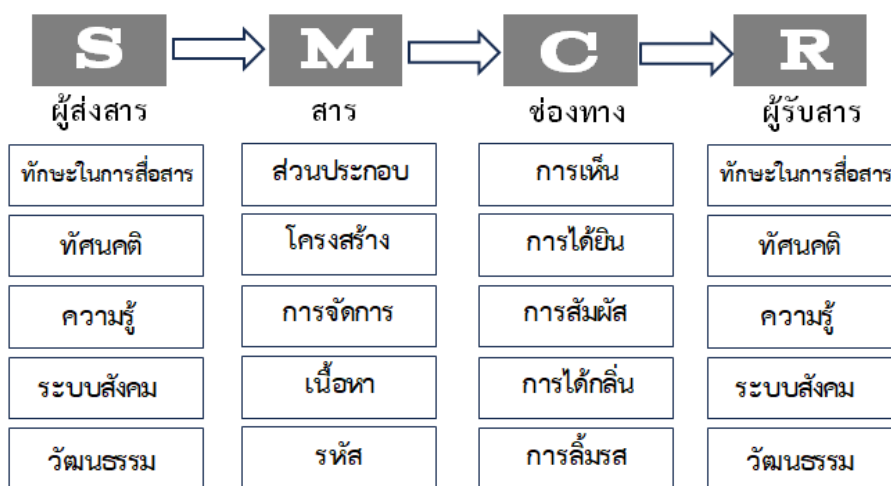 S M C R
ผู้ส่งสาร สาร ช่องทาง ผู้รับสาร
ทักษะในการสื่อสาร ส่วนประกอบ การเห็น ทักษะในการสื่อสาร
ทัศนคติ โครงสร้าง การได้ยิน ทัศนคติ
ความรู้ การจัดการ การสัมผัส ความรู้
ระบบสังคม เนื้อหา การได้กลิ่น ระบบสังคม
วัฒนธรรม รหัส การลิ้มรส วัฒนธรรม